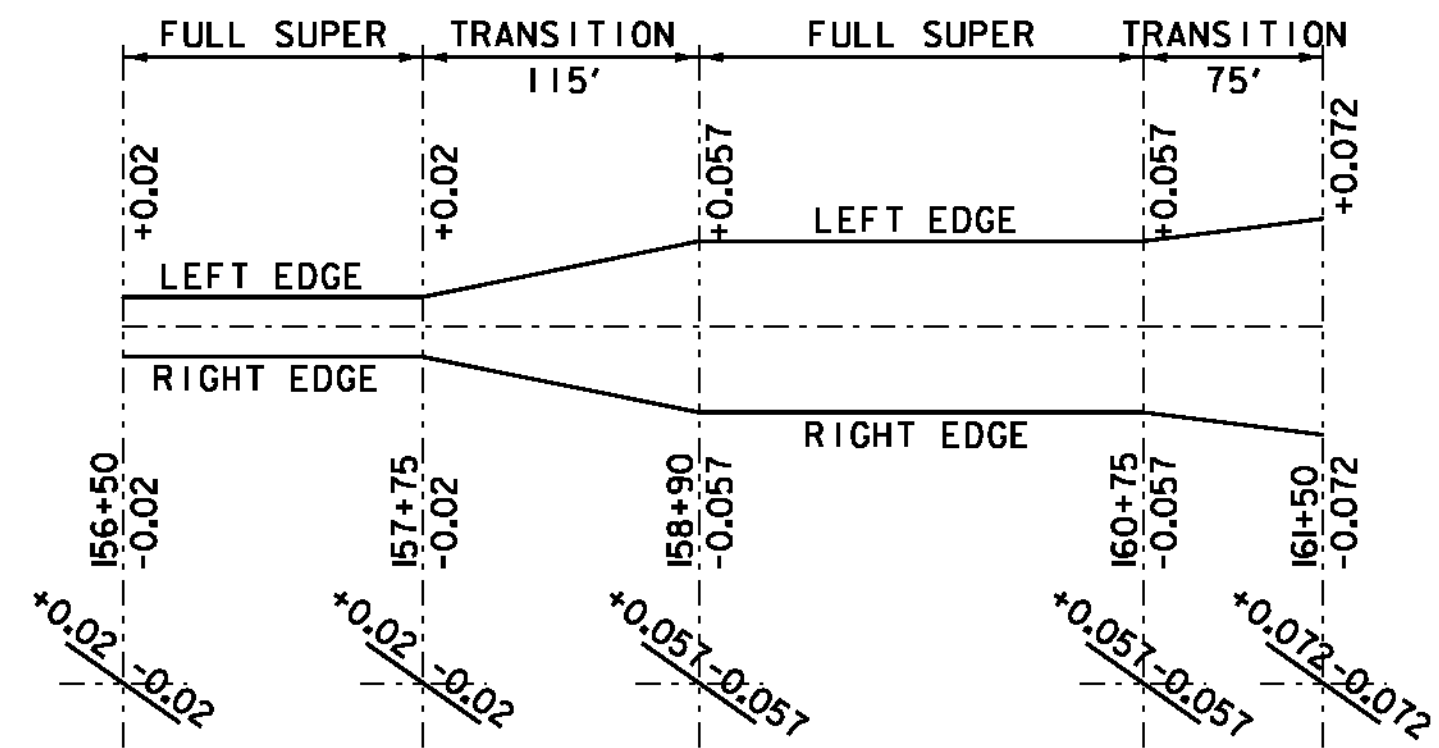 FULL SUPER TRANSITION FULL SUPER TRANSITION
115' 75'
+0.02 +0.02 +0.057 +0.057 +0.072
LEFT EDGE LEFT EDGE
RIGHT EDGE RIGHT EDGE
156+50 157+75 158+90 160+75 161+50
-0.02 -0.02 -0.057 -0.057 -0.072
+0.02 -0.02 +0.02 -0.02 +0.057 -0.057 +0.057 -0.057 +0.072 -0.072